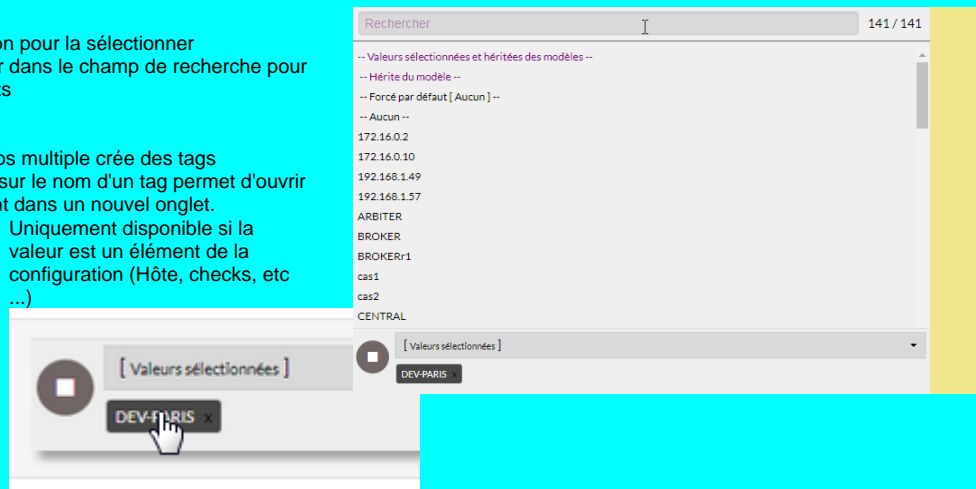 on pour la sélectionner
r dans le champ de recherche pour
ts
os multiple crée des tags
sur le nom d'un tag permet d'ouvrir
nt dans un nouvel onglet.
Uniquement disponible si la
valeur est un élément de la
configuration (Hôte, checks, etc
...)
[ Valeurs sélectionnées ]
DEV-PARIS x
Rechercher
141 / 141
-- Valeurs sélectionnées et héritées des modèles --
-- Hérite du modèle --
-- Forcé par défaut [ Aucun ] --
-- Aucun --
172.16.0.2
172.16.0.10
192.168.1.49
192.168.1.57
ARBITER
BROKER
BROKERr1
cas1
cas2
CENTRAL
[ Valeurs sélectionnées ]
DEV-PARIS x